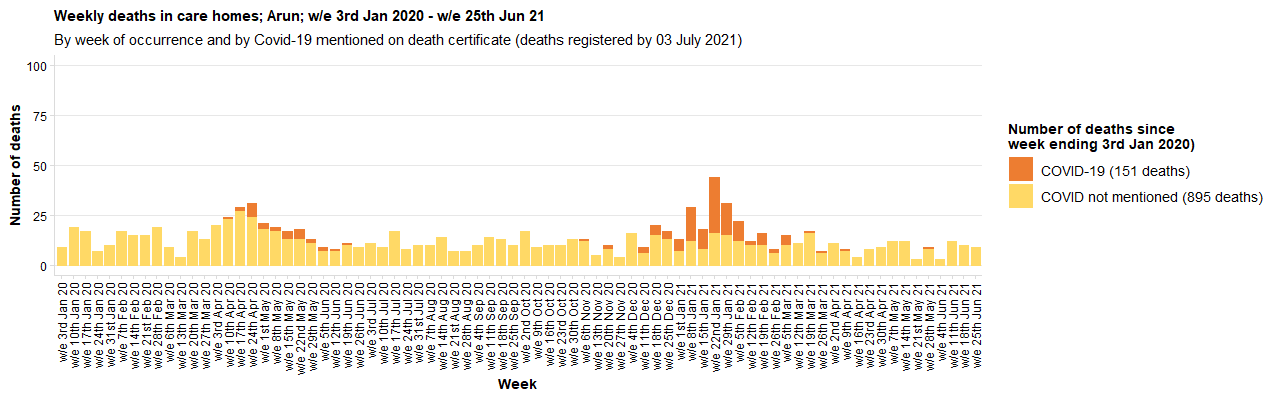 Weekly deaths in care homes; Arun; w/e 3rd Jan 2020 - w/e 25th Jun 21
By week of occurrence and by Covid-19 mentioned on death certificate (deaths registered by 03 July 2021)
Number of deaths
100
75
50
25
0
w/e 3rd Jan 20
w/e 10th Jan 20
w/e 17th Jan 20
w/e 24th Jan 20
w/e 31st Jan 20
w/e 7th Feb 20
w/e 14th Feb 20
w/e 21st Feb 20
w/e 28th Feb 20
w/e 6th Mar 20
w/e 13th Mar 20
w/e 20th Mar 20
w/e 27th Mar 20
w/e 3rd Apr 20
w/e 10th Apr 20
w/e 17th Apr 20
w/e 24th Apr 20
w/e 1st May 20
w/e 8th May 20
w/e 15th May 20
w/e 22nd May 20
w/e 29th May 20
w/e 5th Jun 20
w/e 12th Jun 20
w/e 19th Jun 20
w/e 26th Jun 20
w/e 3rd Jul 20
w/e 10th Jul 20
w/e 17th Jul 20
w/e 24th Jul 20
w/e 31st Jul 20
w/e 7th Aug 20
w/e 14th Aug 20
w/e 21st Aug 20
w/e 28th Aug 20
w/e 4th Sep 20
w/e 11th Sep 20
w/e 18th Sep 20
w/e 25th Sep 20
w/e 2nd Oct 20
w/e 9th Oct 20
w/e 16th Oct 20
w/e 23rd Oct 20
w/e 30th Oct 20
w/e 6th Nov 20
w/e 13th Nov 20
w/e 20th Nov 20
w/e 27th Nov 20
w/e 4th Dec 20
w/e 11th Dec 20
w/e 18th Dec 20
w/e 25th Dec 20
w/e 1st Jan 21
w/e 8th Jan 21
w/e 15th Jan 21
w/e 22nd Jan 21
w/e 29th Jan 21
w/e 5th Feb 21
w/e 12th Feb 21
w/e 19th Feb 21
w/e 26th Feb 21
w/e 5th Mar 21
w/e 12th Mar 21
w/e 19th Mar 21
w/e 26th Mar 21
w/e 2nd Apr 21
w/e 9th Apr 21
w/e 16th Apr 21
w/e 23rd Apr 21
w/e 30th Apr 21
w/e 7th May 21
w/e 14th May 21
w/e 21st May 21
w/e 28th May 21
w/e 4th Jun 21
w/e 11th Jun 21
w/e 18th Jun 21
w/e 25th Jun 21
Week
Number of deaths since
week ending 3rd Jan 2020)
COVID-19 (151 deaths)
COVID not mentioned (895 deaths)